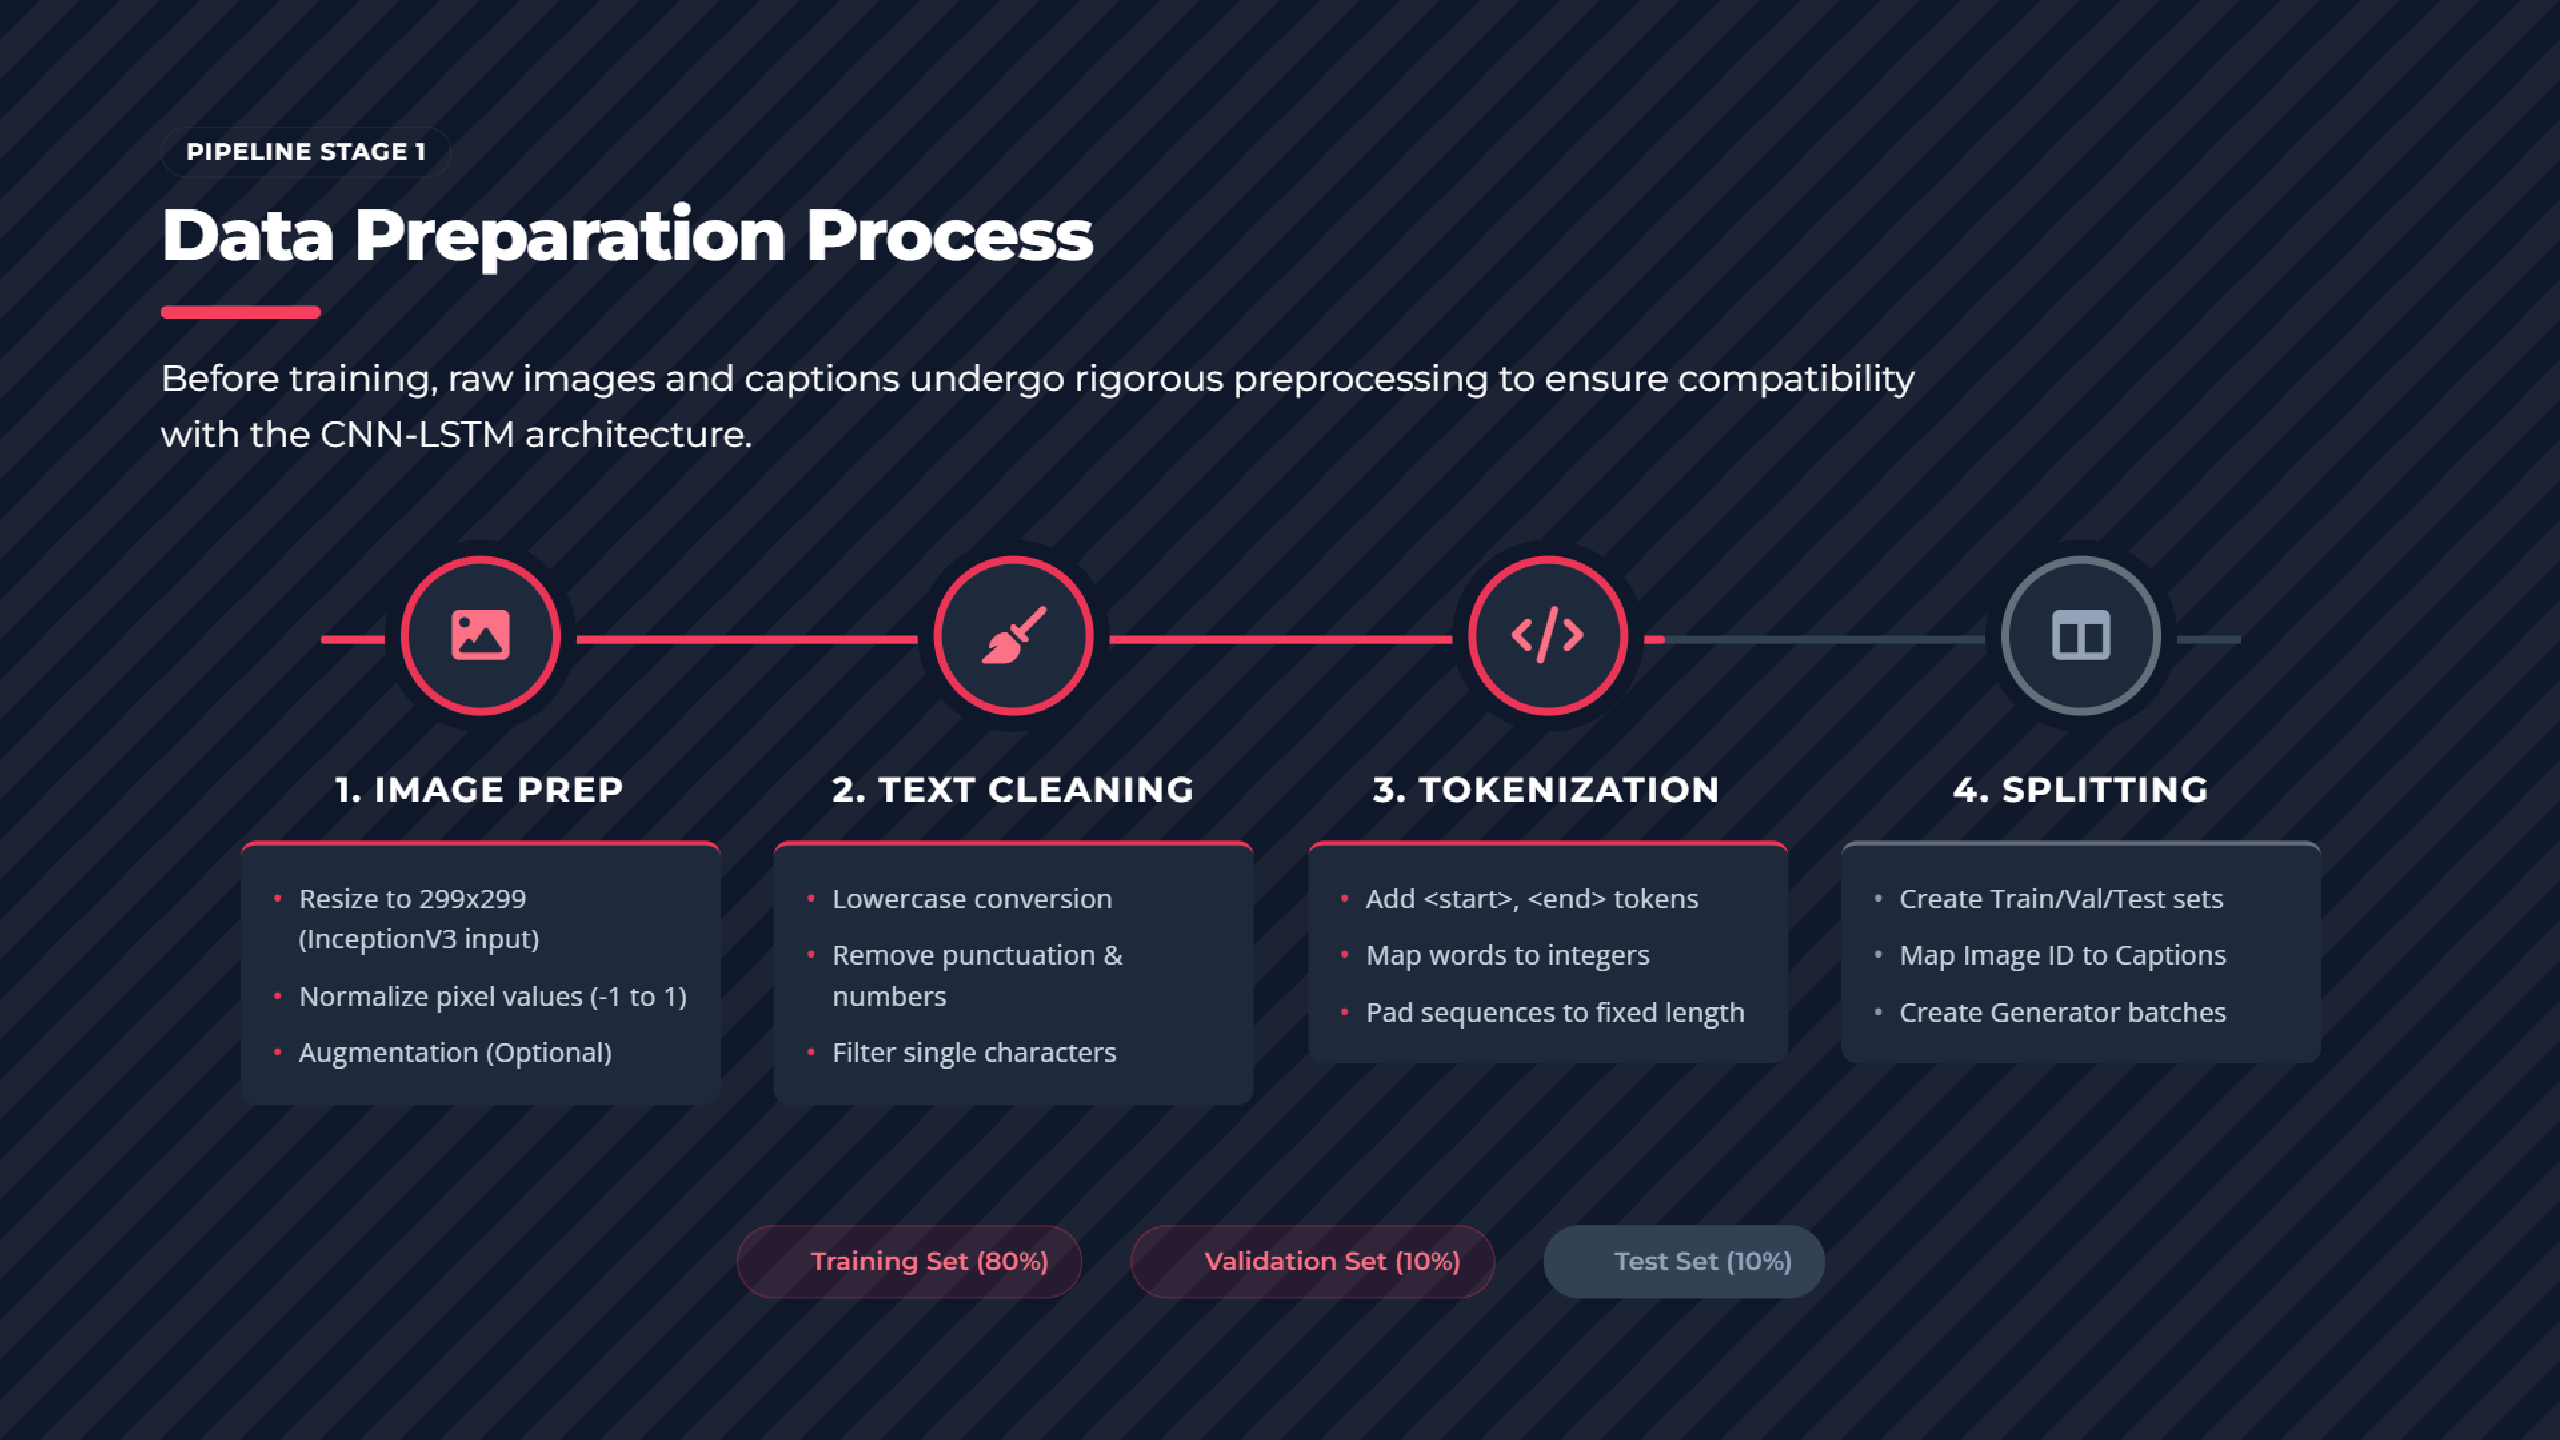 PIPELINE STAGE 1
Data Preparation Process
Before training, raw images and captions undergo rigorous preprocessing to ensure compatibility
with the CNN-LSTM architecture.
1. IMAGE PREP
• Resize to 299x299
(InceptionV3 input)
• Normalize pixel values (-1 to 1)
• Augmentation (Optional)
2. TEXT CLEANING
• Lowercase conversion
• Remove punctuation &
numbers
• Filter single characters
3. TOKENIZATION
• Add <start>, <end> tokens
• Map words to integers
• Pad sequences to fixed length
4. SPLITTING
• Create Train/Val/Test sets
• Map Image ID to Captions
• Create Generator batches
Training Set (80%)
Validation Set (10%)
Test Set (10%)